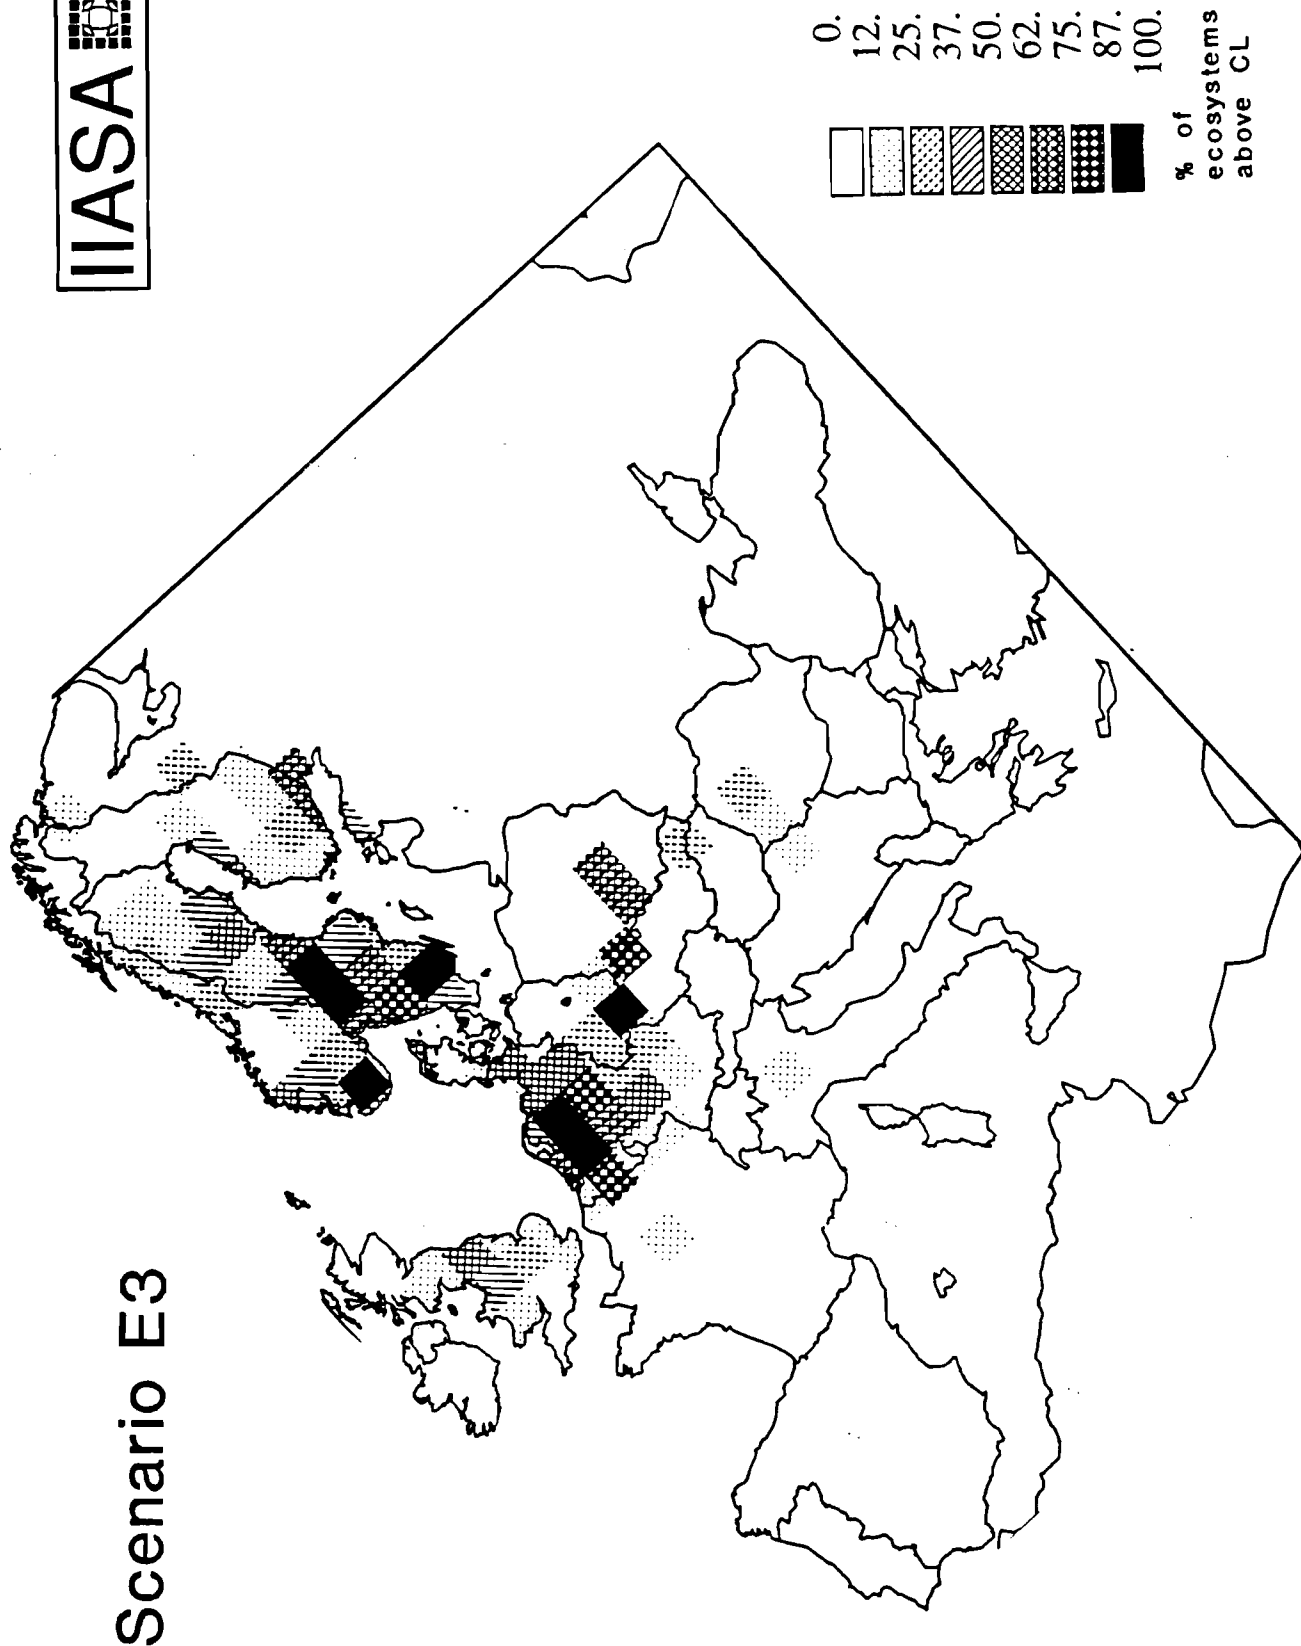 Scenario E3
IIASA
0.
12.
25.
37.
50.
62.
75.
87.
100.
% of
ecosystems
above CL